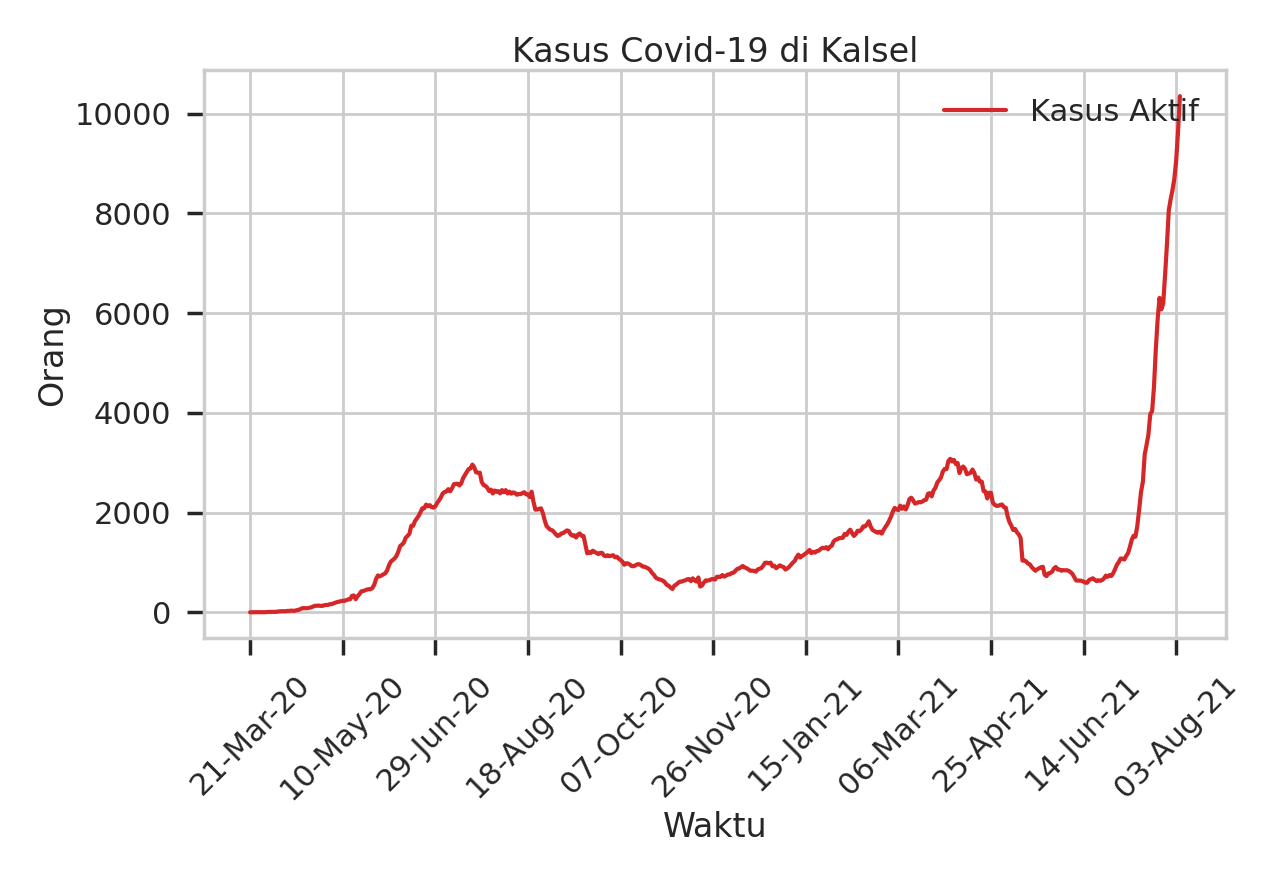 Kasus Covid-19 di Kalsel
Kasus Aktif
10000
8000
6000
4000
2000
0
Orang
21-Mar-20
10-May-20
29-Jun-20
18-Aug-20
07-Oct-20
26-Nov-20
15-Jan-21
06-Mar-21
25-Apr-21
14-Jun-21
03-Aug-21
Waktu